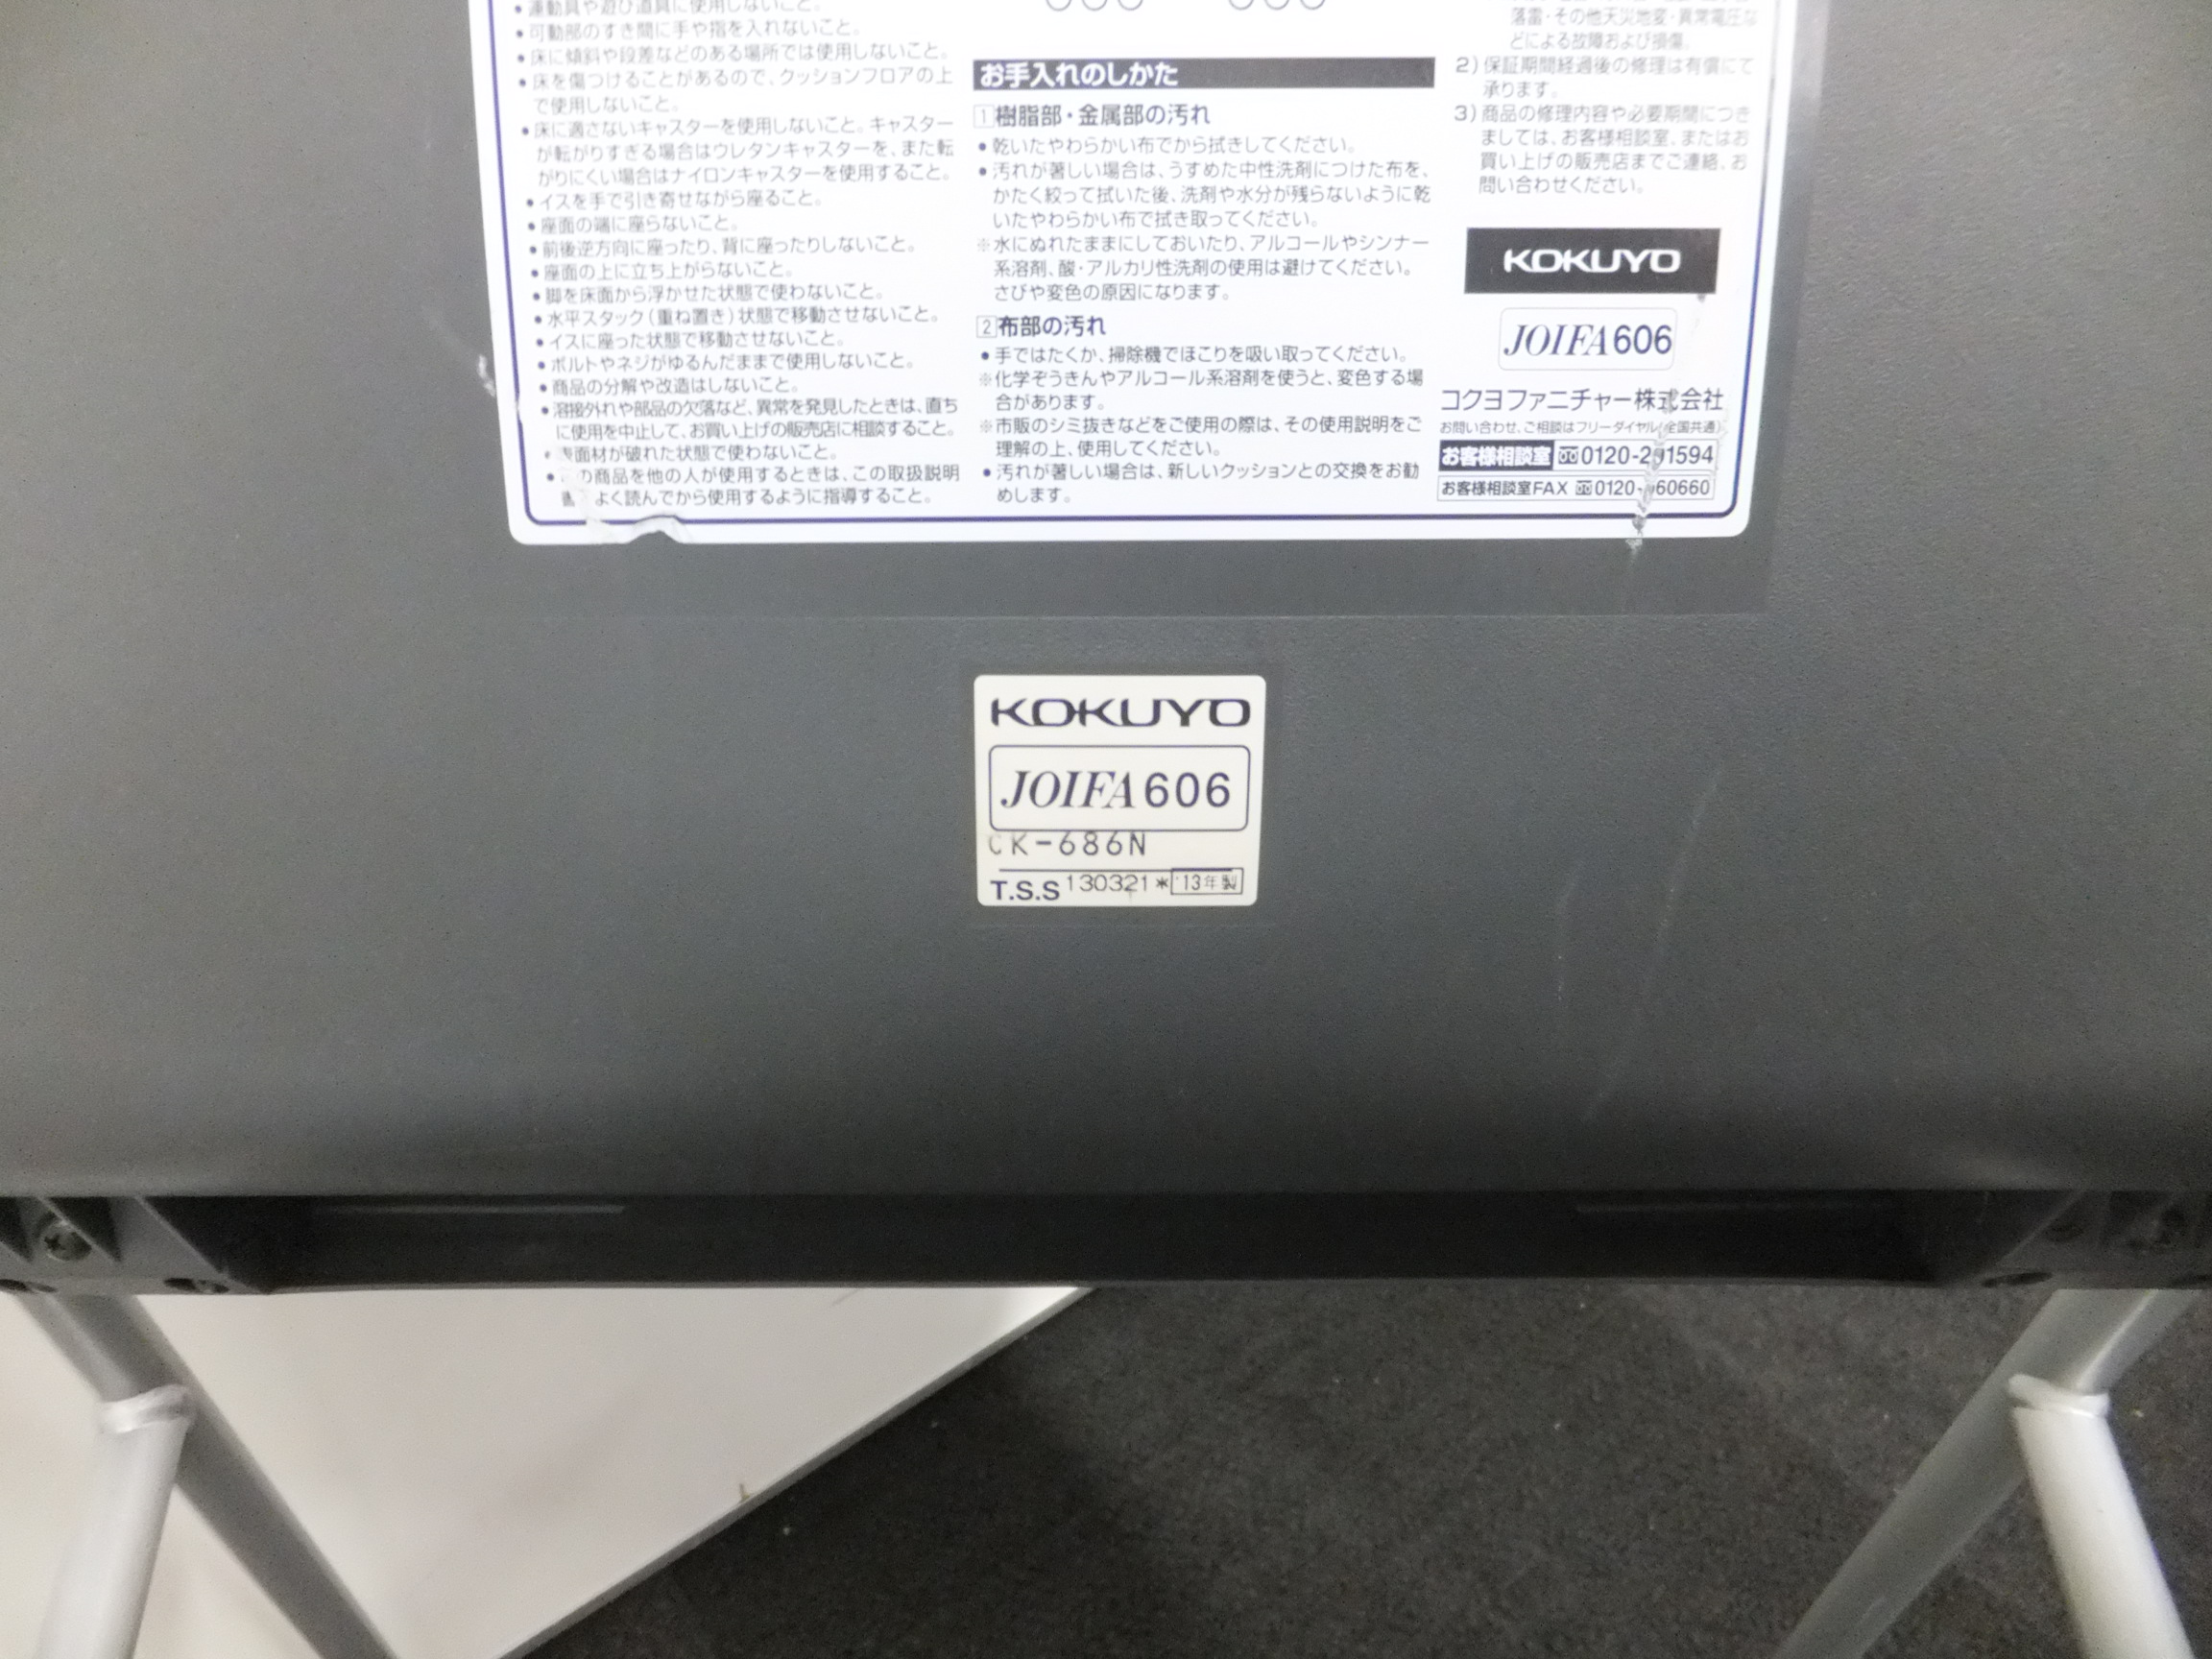 運動具や遊び道具に使用しないこと。
● 可動部のすき間に手や指を入れないこと。
● 床に傾斜や段差などのある場所では使用しないこと。
● 床を傷つけることがあるので、クッションフロアの上
で使用しないこと。
● 床に適さないキャスターを使用しないこと。キャスター
が転がりすぎる場合はウレタンキャスターを、また転
がりにくい場合はナイロンキャスターを使用すること。
● イスを手で引き寄せながら座ること。
● 座面の端に座らないこと。
● 前後逆方向に座ったり、背に座ったりしないこと。
● 座面の上に立ち上がらないこと。
● 脚を床面から浮かせた状態で使わないこと。
● 水平スタック(重ね置き)状態で移動させないこと。
● イスに座った状態で移動させないこと。
● ボルトやネジがゆるんだままで使用しないこと。
● 商品の分解や改造はしないこと。
● 溶接外れや部品の欠落など、異常を発見したときは、直ち
に使用を中止して、お買い上げの販売店に相談すること。
● 表面材が破れた状態で使わないこと。
● の商品を他の人が使用するときは、この取扱説明
よく読んでから使用するように指導すること。
お手入れのしかた
1 樹脂部・金属部の汚れ
● 乾いたやわらかい布でから拭きしてください。
● 汚れが著しい場合は、うすめた中性洗剤につけた布を、
かたく絞って拭いた後、洗剤や水分が残らないように乾
いたやわらかい布で拭き取ってください。
※水にぬれたままにしておいたり、アルコールやシンナー
系溶剤、酸・アルカリ性洗剤の使用は避けてください。
さびや変色の原因になります。
2 布部の汚れ
● 手ではたくか、掃除機でほこりを吸い取ってください。
※化学ぞうきんやアルコール系溶剤を使うと、変色する場
合があります。
※市販のシミ抜きなどをご使用の際は、その使用説明をご
理解の上、使用してください。
● 汚れが著しい場合は、新しいクッションとの交換をお勧
めします。
落雷・その他天災地変・異常電圧な
どによる故障および損傷。
2)保証期間経過後の修理は有償にて
承ります。
3)商品の修理内容や必要期間につき
ましては、お客様相談室、またはお
買い上げの販売店までご連絡、お
問い合わせください。
KOKUYO
JOIFA606
コクヨファニチャー株式会社
お問い合わせ、ご相談はフリーダイヤル(全国共通)
お客様相談室 0120-201594
お客様相談室FAX 0120-260660
KOKUYO
JOIFA606
CK-686N
T.S.S 130321* '13年製